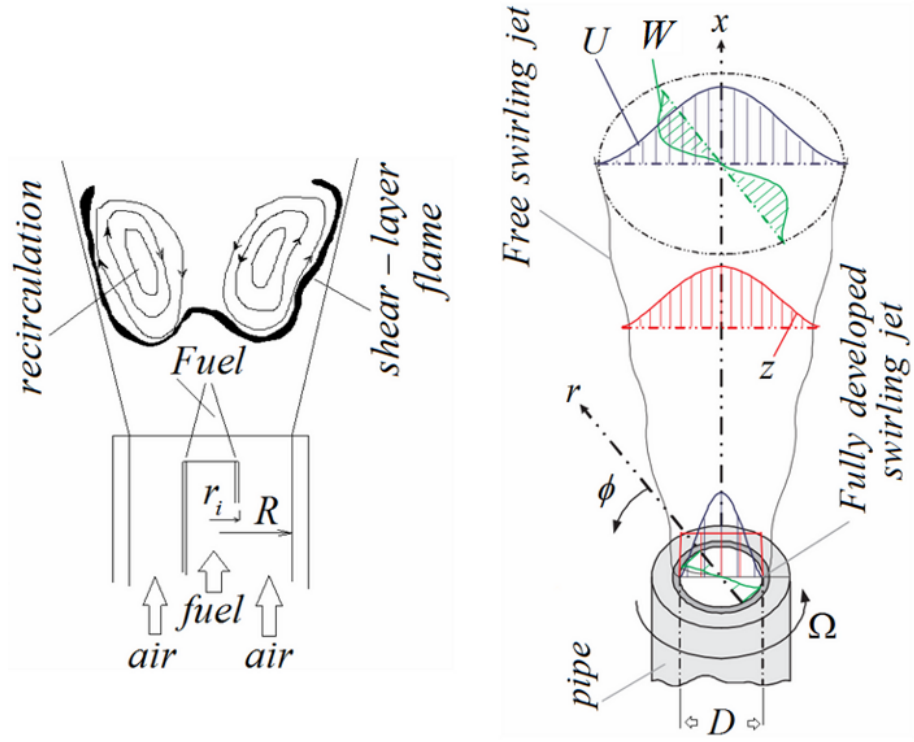 recirculation
shear–layer
flame
Fuel
r_i
R
fuel
air
air
Free swirling jet
U
W
x
z
r
ϕ
Fully developed
swirling jet
Ω
pipe
D